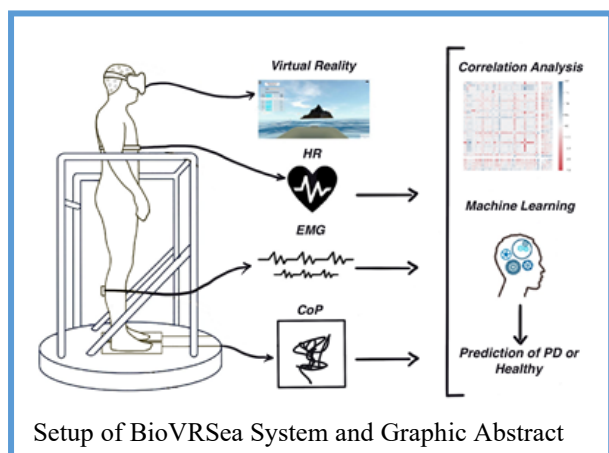 Virtual Reality
HR
EMG
CoP
Correlation Analysis
Machine Learning
Prediction of PD or
Healthy
Setup of BioVRSea System and Graphic Abstract